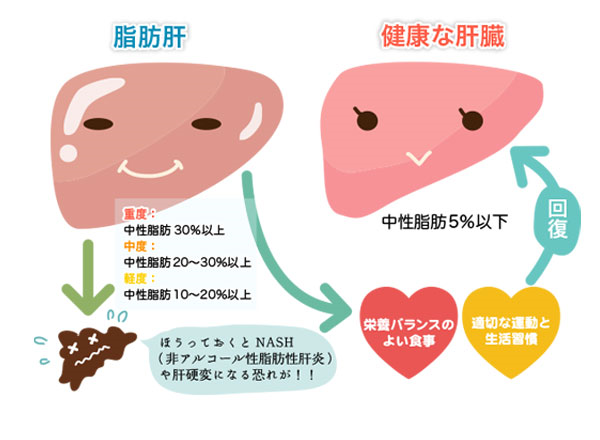 脂肪肝
健康な肝臓
重度：
中性脂肪 30％以上
中度：
中性脂肪 20〜30％以上
軽度：
中性脂肪 10〜20％以上
中性脂肪5％以下
回復
栄養バランスの
よい食事
適切な運動と
生活習慣
ほうっておくと NASH
（非アルコール性脂肪性肝炎）
や肝硬変になる恐れが！！